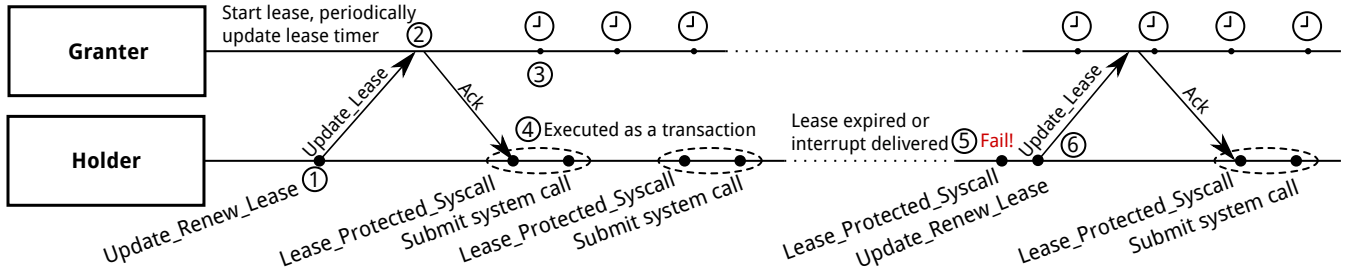 Start lease, periodically
update lease timer
Granter
2
3
Update_Lease
Ack
Update_Lease
Ack
4 Executed as a transaction
Lease expired or
interrupt delivered 5 Fail!
6
Holder
1
Update_Renew_Lease
Lease_Protected_Syscall
Submit system call
Lease_Protected_Syscall
Submit system call
Lease_Protected_Syscall
Update_Renew_Lease
Lease_Protected_Syscall
Submit system call